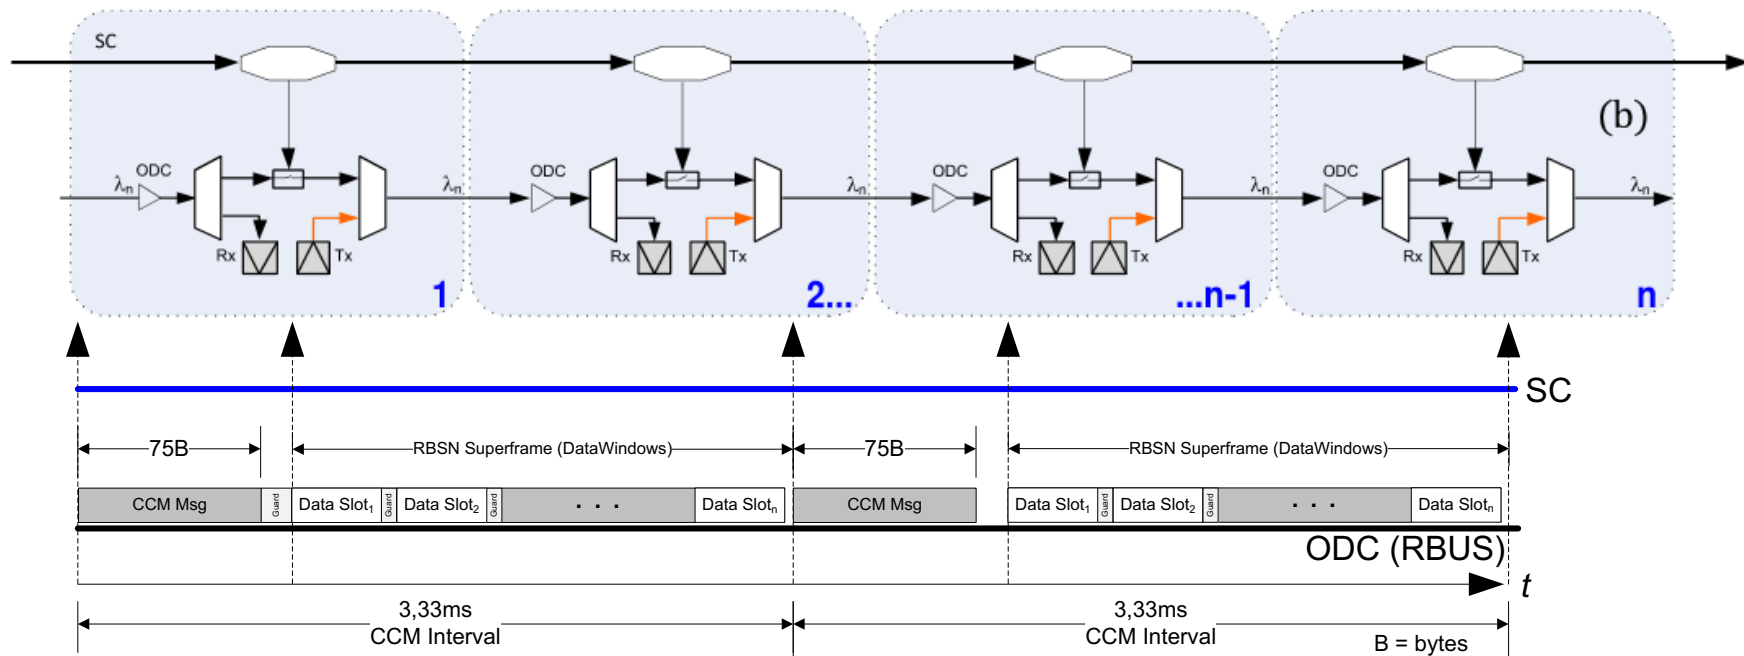 SC
(b)
ODC
ODC
ODC
ODC
λn
λn
λn
λn
λn
Rx
Tx
Rx
Tx
Rx
Tx
Rx
Tx
1
2...
...n-1
n
SC
75B
RBSN Superframe (DataWindows)
75B
RBSN Superframe (DataWindows)
CCM Msg
Guard
Data Slot1
Guard
Data Slot2
Guard
. . .
Data Slotn
CCM Msg
Data Slot1
Guard
Data Slot2
Guard
. . .
Data Slotn
ODC (RBUS)
t
3,33ms
CCM Interval
3,33ms
CCM Interval
B = bytes